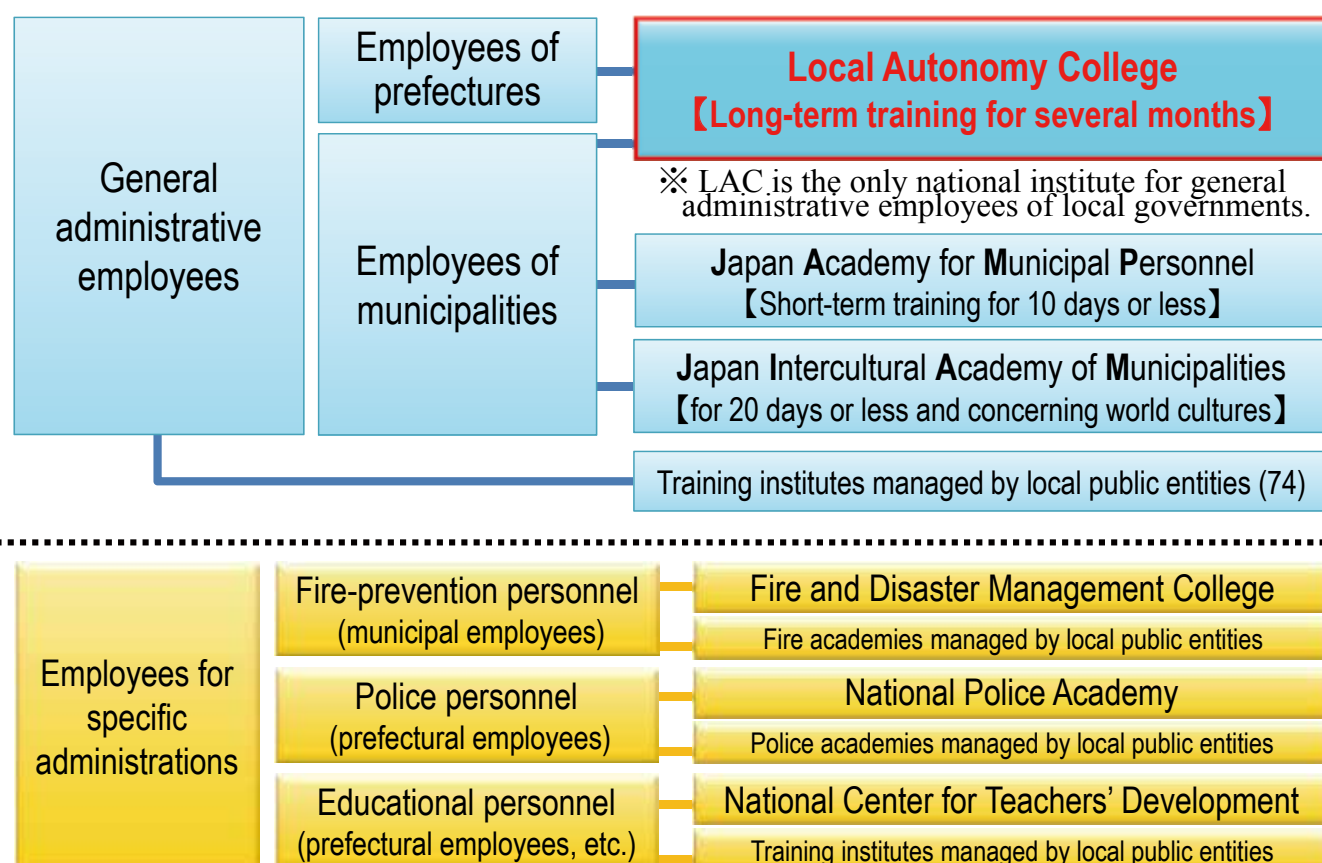 General
administrative
employees
Employees of
prefectures
Employees of
municipalities
Local Autonomy College
【Long-term training for several months】
※ LAC is the only national institute for general
administrative employees of local governments.
Japan Academy for Municipal Personnel
【Short-term training for 10 days or less】
Japan Intercultural Academy of Municipalities
【for 20 days or less and concerning world cultures】
Training institutes managed by local public entities (74)
Employees for
specific
administrations
Fire-prevention personnel
(municipal employees)
Fire and Disaster Management College
Fire academies managed by local public entities
Police personnel
(prefectural employees)
National Police Academy
Police academies managed by local public entities
Educational personnel
(prefectural employees, etc.)
National Center for Teachers’ Development
Training institutes managed by local public entities